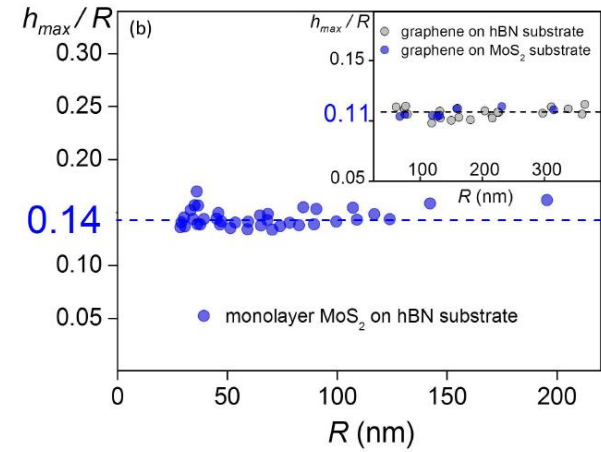 h_max / R
(b)
0.30
0.25
0.20
0.14
0.10
0.05
monolayer MoS₂ on hBN substrate
0
50
100
150
200
R (nm)
h_max / R
graphene on hBN substrate
graphene on MoS₂ substrate
0.15
0.11
0.05
100
200
300
R (nm)